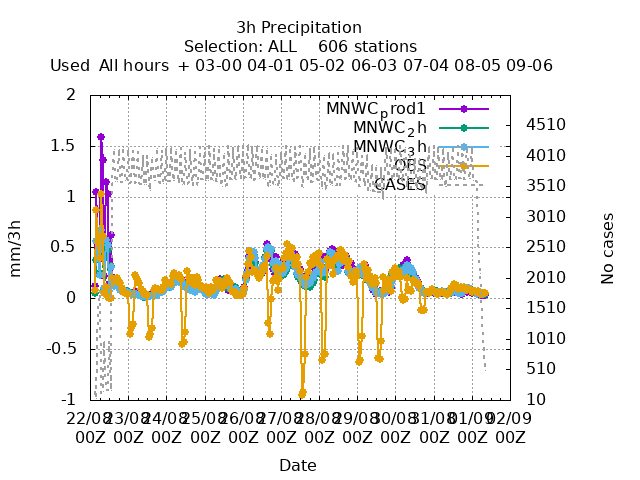 3h Precipitation
Selection: ALL 606 stations
Used All hours + 03-00 04-01 05-02 06-03 07-04 08-05 09-06
MNWC_prod1
MNWC_2h
MNWC_3h
OBS
CASES
2
1.5
1
0.5
0
-0.5
-1
mm/3h
4510
4010
3510
3010
2510
2010
1510
1010
510
10
No cases
22/08 23/08 24/08 25/08 26/08 27/08 28/08 29/08 30/08 31/08 01/09 02/09
00Z 00Z 00Z 00Z 00Z 00Z 00Z 00Z 00Z 00Z 00Z 00Z
Date